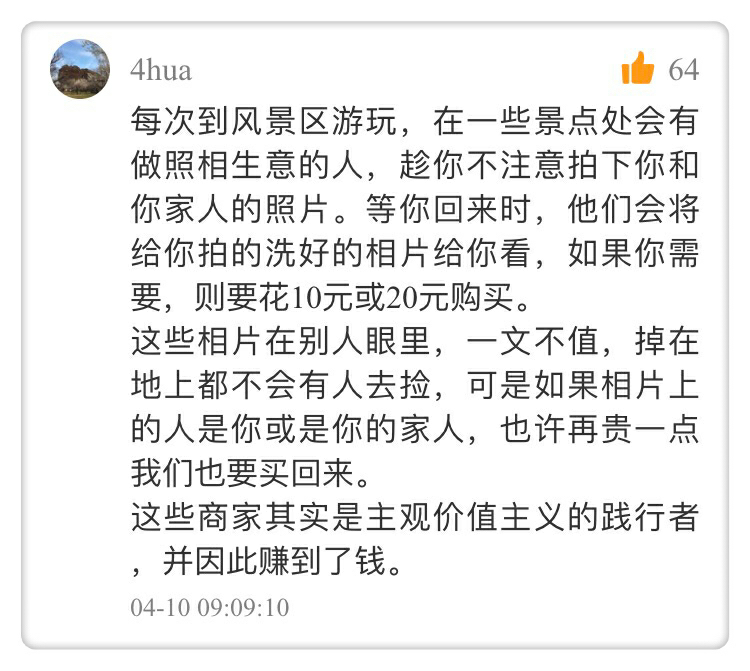 4hua
64
每次到风景区游玩，在一些景点处会有
做照相生意的人，趁你不注意拍下你和
你家人的照片。等你回来时，他们会将
给你拍的洗好的相片给你看，如果你需
要，则要花10元或20元购买。
这些相片在别人眼里，一文不值，掉在
地上都不会有人去捡，可是如果相片上
的人是你或是你的家人，也许再贵一点
我们也要买回来。
这些商家其实是主观价值主义的践行者
，并因此赚到了钱。
04-10 09:09:10